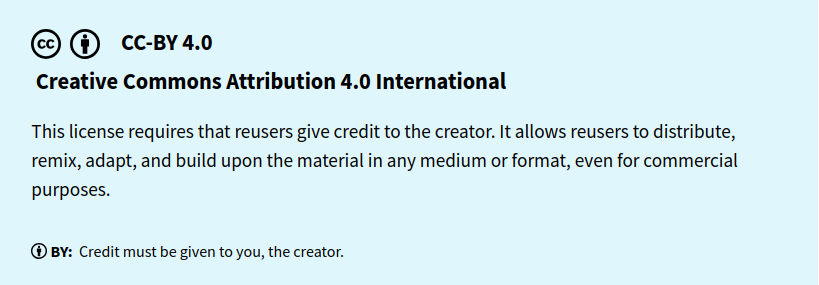 cc CC-BY 4.0
Creative Commons Attribution 4.0 International
This license requires that reusers give credit to the creator. It allows reusers to distribute,
remix, adapt, and build upon the material in any medium or format, even for commercial
purposes.
BY: Credit must be given to you, the creator.